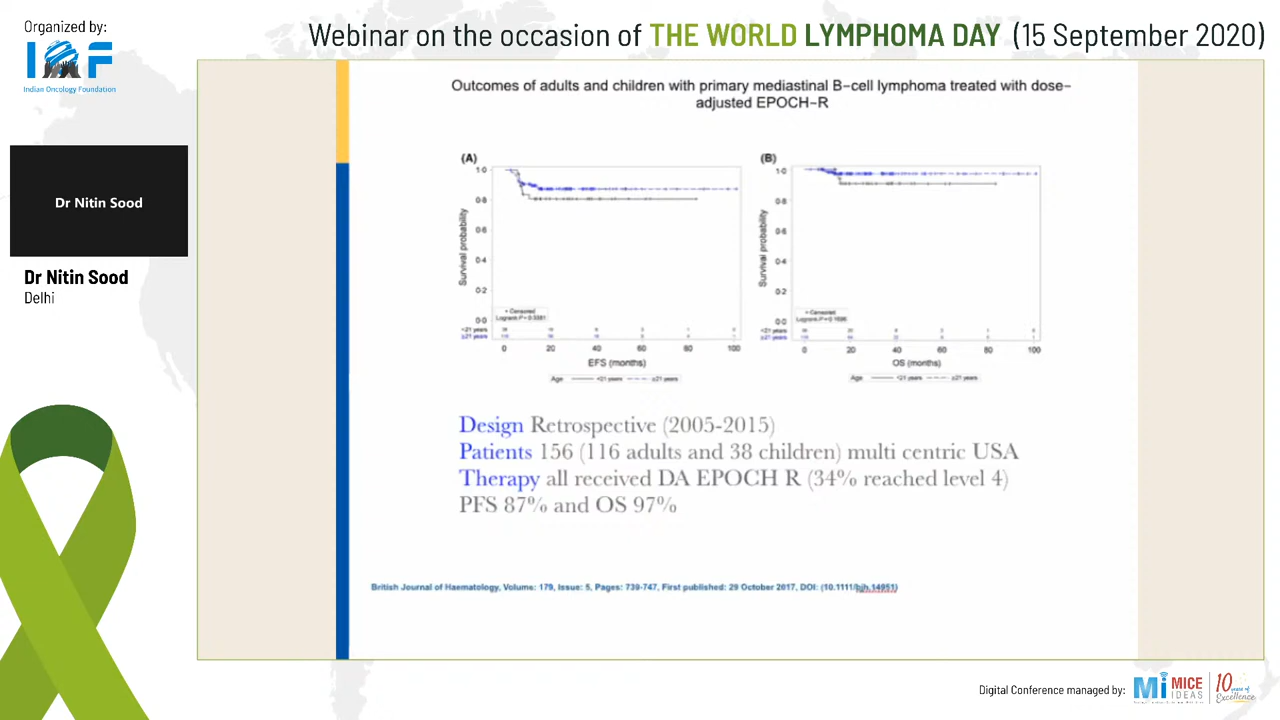 Organized by:
IOF
Indian Oncology Foundation
Webinar on the occasion of THE WORLD LYMPHOMA DAY (15 September 2020)
Dr Nitin Sood
Dr Nitin Sood
Delhi
Outcomes of adults and children with primary mediastinal B-cell lymphoma treated with dose-
adjusted EPOCH-R
(A)
1·0
0·8
0·6
0·4
0·2
0·0
Survival probability
+ Censored
<21 years
≥21 years
0 20 40 60 80 100
EFS (months)
Age <21 years ≥21 years
(B)
1·0
0·8
0·6
0·4
0·2
0·0
Survival probability
+ Censored
<21 years
≥21 years
0 20 40 60 80 100
OS (months)
Age <21 years ≥21 years
Design Retrospective (2005-2015)
Patients 156 (116 adults and 38 children) multi centric USA
Therapy all received DA EPOCH R (34% reached level 4)
PFS 87% and OS 97%
British Journal of Haematology, Volume: 179, Issue: 5, Pages: 739-747, First published: 29 October 2017, DOI: (10.1111/bjh.14951)
Digital Conference managed by:
Mi MICE
IDEAS
10 years of
Excellence